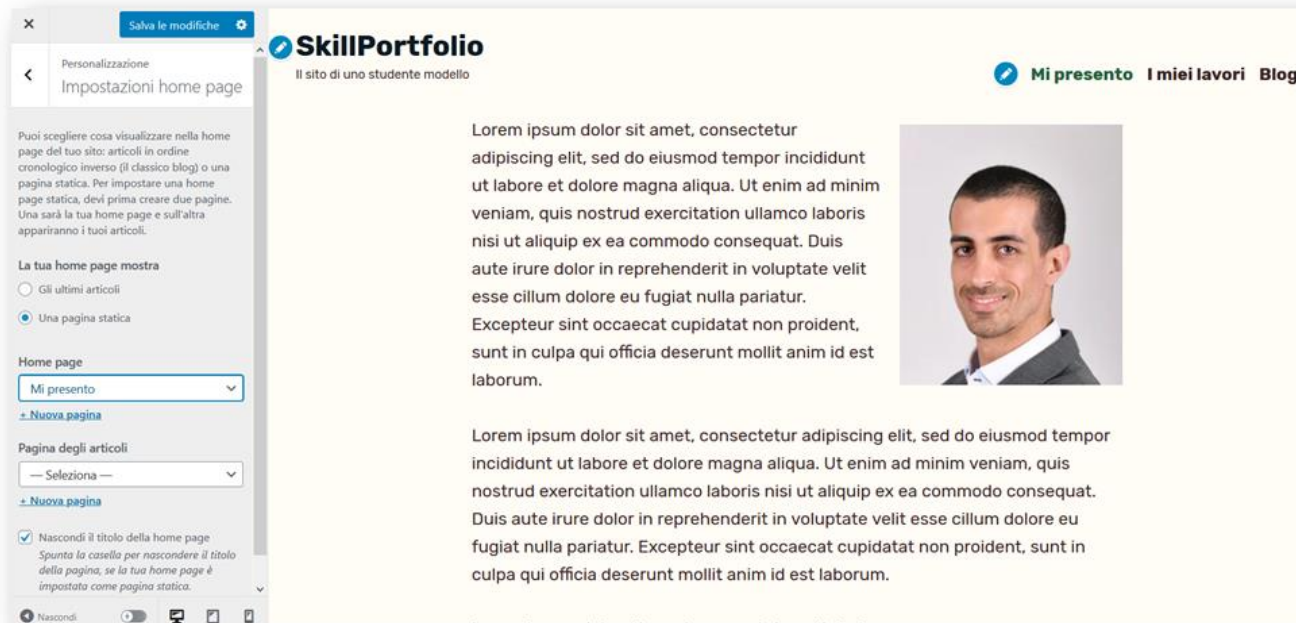 Salva le modifiche
Personalizzazione
Impostazioni home page
Puoi scegliere cosa visualizzare nella home
page del tuo sito: articoli in ordine
cronologico inverso (il classico blog) o una
pagina statica. Per impostare una home
page statica, devi prima creare due pagine.
Una sarà la tua home page e sull'altra
appariranno i tuoi articoli.
La tua home page mostra
Gli ultimi articoli
Una pagina statica
Home page
Mi presento
+ Nuova pagina
Pagina degli articoli
— Seleziona —
+ Nuova pagina
Nascondi il titolo della home page
Spunta la casella per nascondere il titolo
della pagina, se la tua home page è
impostata come pagina statica.
Nascondi
SkillPortfolio
Il sito di uno studente modello
Mi presento I miei lavori Blog
Lorem ipsum dolor sit amet, consectetur
adipiscing elit, sed do eiusmod tempor incididunt
ut labore et dolore magna aliqua. Ut enim ad minim
veniam, quis nostrud exercitation ullamco laboris
nisi ut aliquip ex ea commodo consequat. Duis
aute irure dolor in reprehenderit in voluptate velit
esse cillum dolore eu fugiat nulla pariatur.
Excepteur sint occaecat cupidatat non proident,
sunt in culpa qui officia deserunt mollit anim id est
laborum.
Lorem ipsum dolor sit amet, consectetur adipiscing elit, sed do eiusmod tempor
incididunt ut labore et dolore magna aliqua. Ut enim ad minim veniam, quis
nostrud exercitation ullamco laboris nisi ut aliquip ex ea commodo consequat.
Duis aute irure dolor in reprehenderit in voluptate velit esse cillum dolore eu
fugiat nulla pariatur. Excepteur sint occaecat cupidatat non proident, sunt in
culpa qui officia deserunt mollit anim id est laborum.